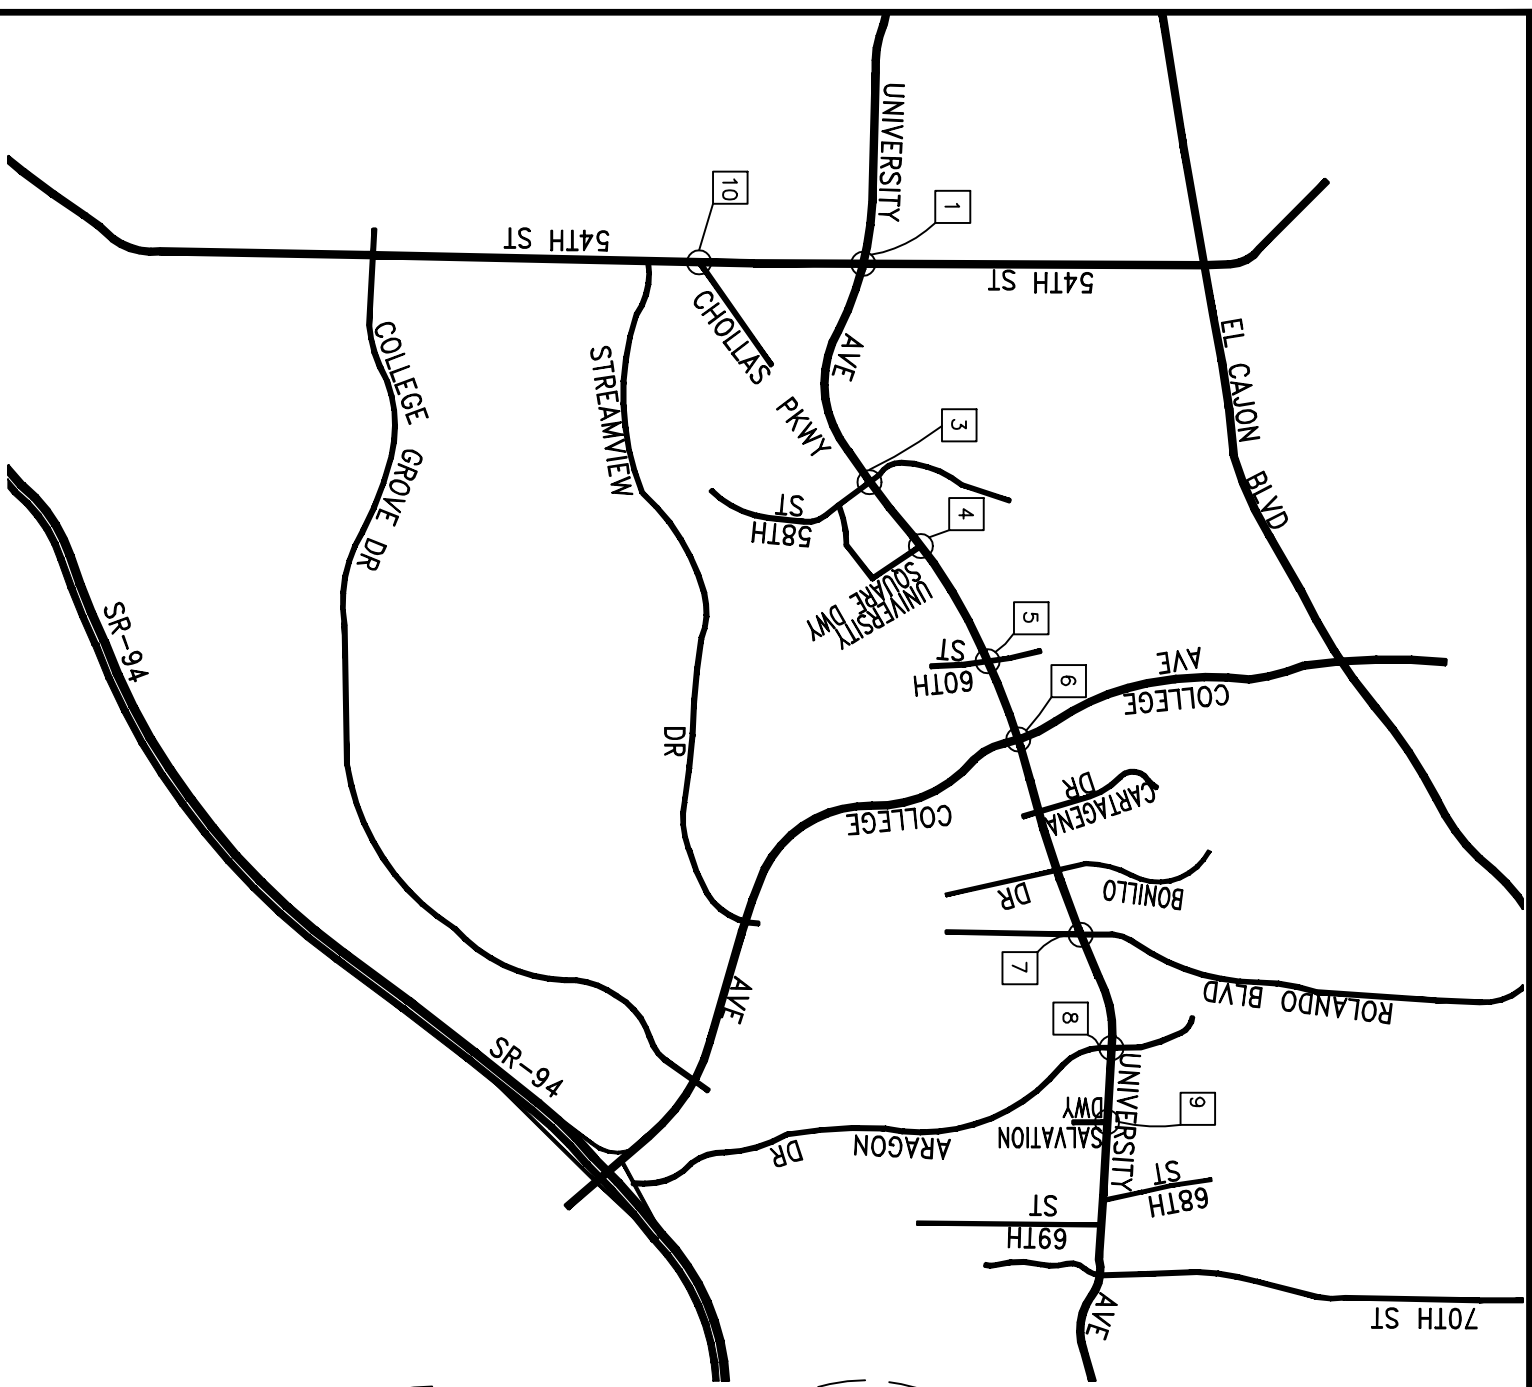 UNIVERSITY
10
1
54TH ST
54TH ST
CHOLLAS
PKWY
AVE
EL CAJON BLVD
COLLEGE GROVE DR
STREAMVIEW
DR
3
58TH
ST
4
UNIVERSITY
SQUARE DWY
5
60TH
ST
6
COLLEGE
AVE
SR-94
CARTAGENA
DR
COLLEGE
AVE
BONILLO
DR
7
ROLANDO BLVD
8
UNIVERSITY
SR-94
9
SALVATION
DWY
ARAGON
DR
68TH
ST
69TH
ST
AVE
70TH ST